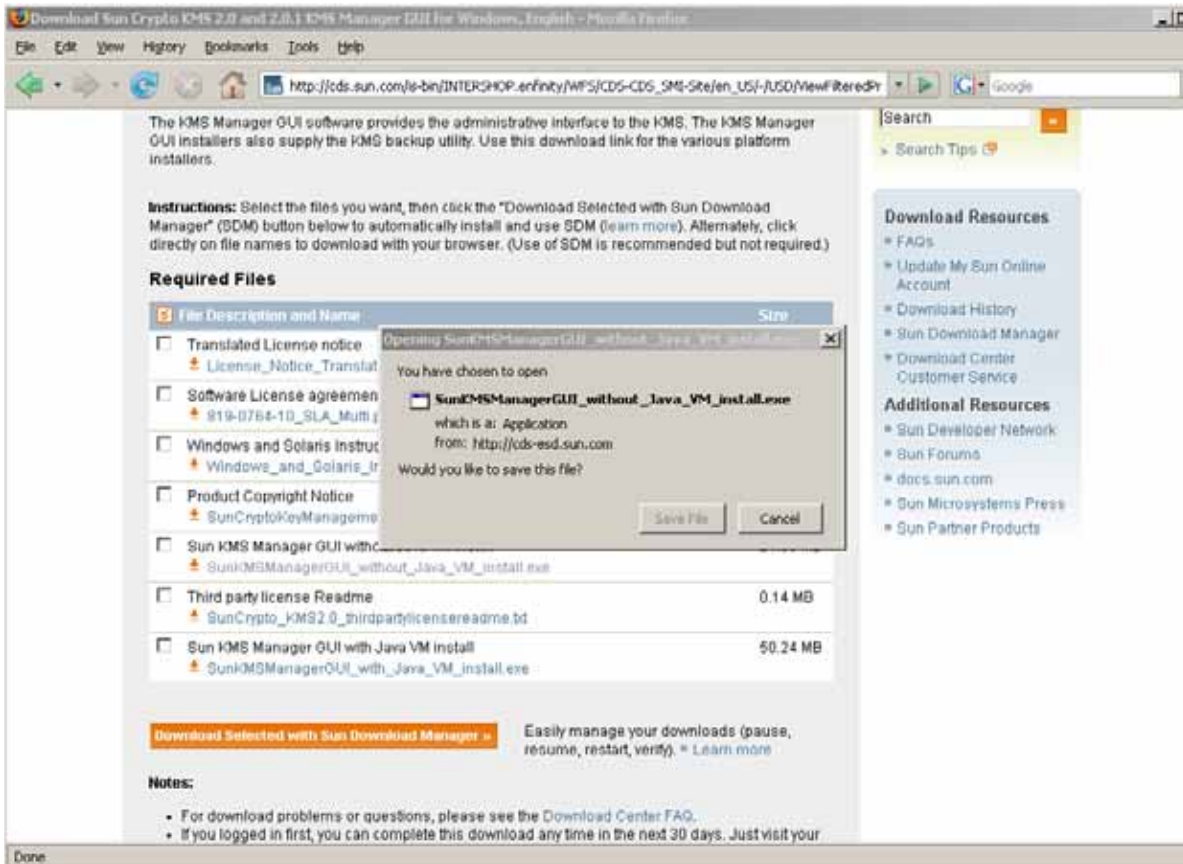 Download Sun Crypto KMS 2.0 and 2.0.1 KMS Manager GUI for Windows, English - Mozilla Firefox
File Edit View History Bookmarks Tools Help
http://cds.sun.com/is-bin/INTERSHOP.enfinity/WFS/CDS-CDS_SMI-Site/en_US/-/USD/ViewFilteredPr
Google
The KMS Manager GUI software provides the administrative interface to the KMS. The KMS Manager
GUI installers also supply the KMS backup utility. Use this download link for the various platform
installers.
Instructions: Select the files you want, then click the "Download Selected with Sun Download
Manager" (SDM) button below to automatically install and use SDM (learn more). Alternately, click
directly on file names to download with your browser. (Use of SDM is recommended but not required.)
Required Files
File Description and Name Size
Translated License notice
License_Notice_Translat
Software License agreemen
819-0764-10_SLA_Multi.p
Windows and Solaris Instruc
Windows_and_Solaris_In
Product Copyright Notice
SunCryptoKeyManageme
Sun KMS Manager GUI witho
SunKMSManagerGUI_without_Java_VM_install.exe
Third party license Readme 0.14 MB
SunCrypto_KMS2.0_thirdpartylicensereadme.txt
Sun KMS Manager GUI with Java VM install 50.24 MB
SunKMSManagerGUI_with_Java_VM_install.exe
Opening SunKMSManagerGUI_without_Java_VM_install.exe
You have chosen to open
SunKMSManagerGUI_without_Java_VM_install.exe
which is a: Application
from: http://cds-esd.sun.com
Would you like to save this file?
Save File Cancel
Download Selected with Sun Download Manager »
Easily manage your downloads (pause,
resume, restart, verify). » Learn more
Notes:
• For download problems or questions, please see the Download Center FAQ.
• If you logged in first, you can complete this download any time in the next 30 days. Just visit your
Search
» Search Tips
Download Resources
» FAQs
» Update My Sun Online
Account
» Download History
» Sun Download Manager
» Download Center
Customer Service
Additional Resources
» Sun Developer Network
» Sun Forums
» docs.sun.com
» Sun Microsystems Press
» Sun Partner Products
Done